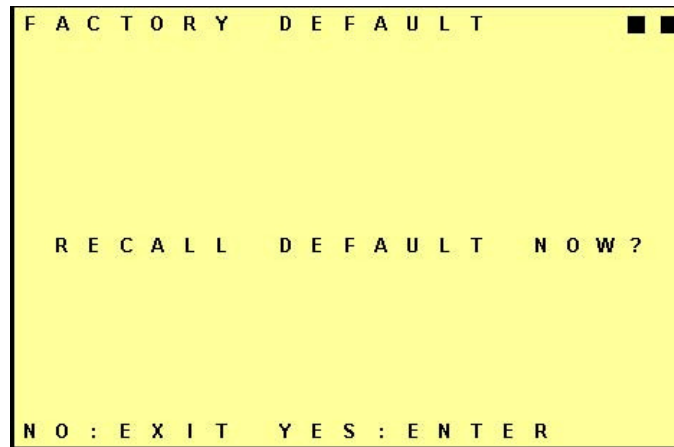 FACTORY DEFAULT
RECALL DEFAULT NOW?
NO:EXIT YES:ENTER